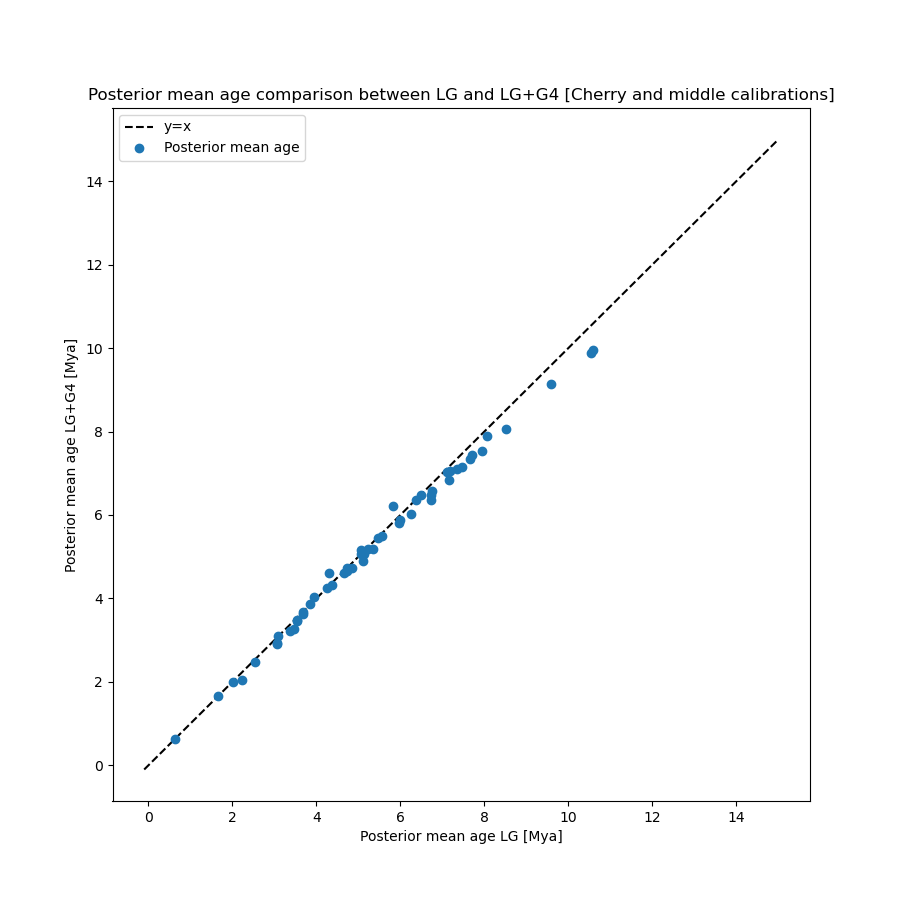 Posterior mean age comparison between LG and LG+G4 [Cherry and middle calibrations]
y=x
Posterior mean age
14
12
10
8
6
4
2
0
Posterior mean age LG+G4 [Mya]
0 2 4 6 8 10 12 14
Posterior mean age LG [Mya]